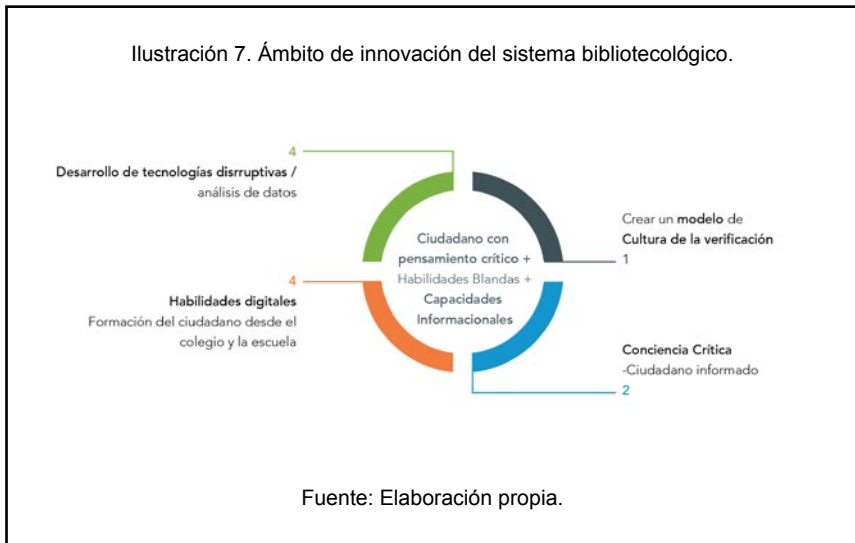 Ilustración 7. Ámbito de innovación del sistema bibliotecológico.
4
Desarrollo de tecnologías disrruptivas /
análisis de datos
Crear un modelo de
Cultura de la verificación
1
Ciudadano con
pensamiento crítico +
Habilidades Blandas +
Capacidades
Informacionales
4
Habilidades digitales
Formación del ciudadano desde el
colegio y la escuela
Conciencia Crítica
-Ciudadano informado
2
Fuente: Elaboración propia.